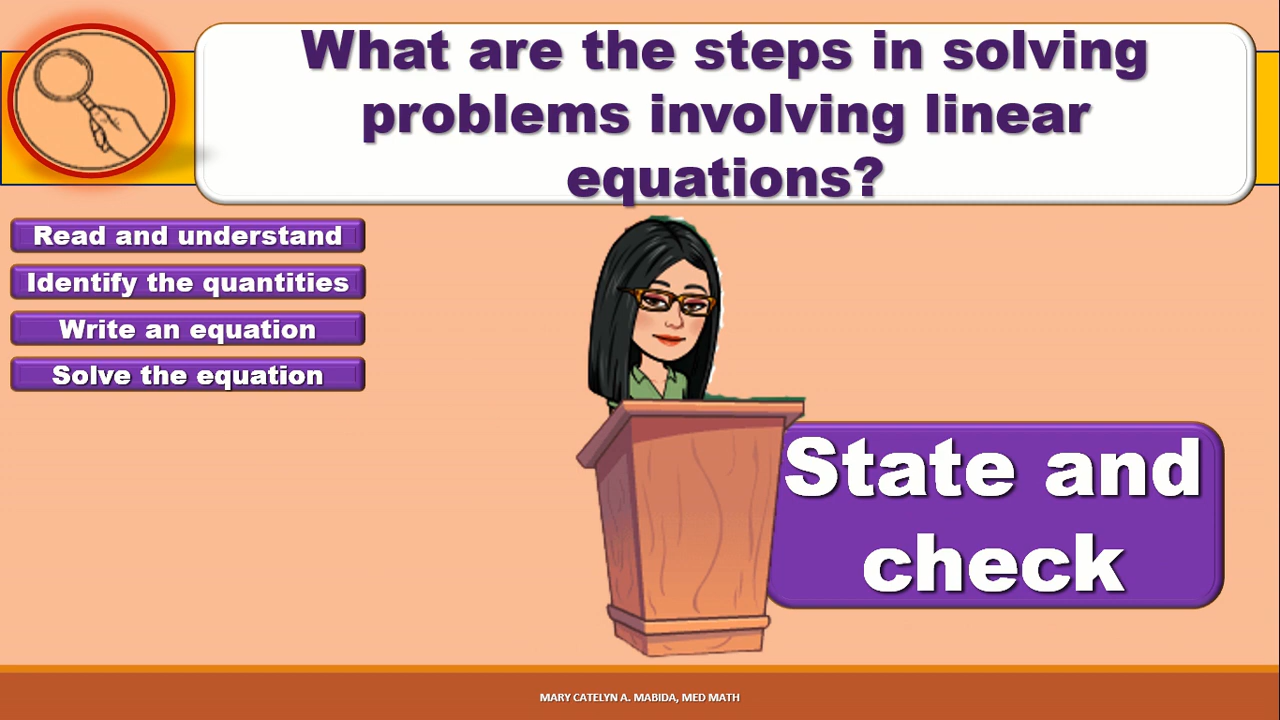 What are the steps in solving
problems involving linear
equations?
Read and understand
Identify the quantities
Write an equation
Solve the equation
State and
check
MARY CATELYN A. MABIDA, MED MATH